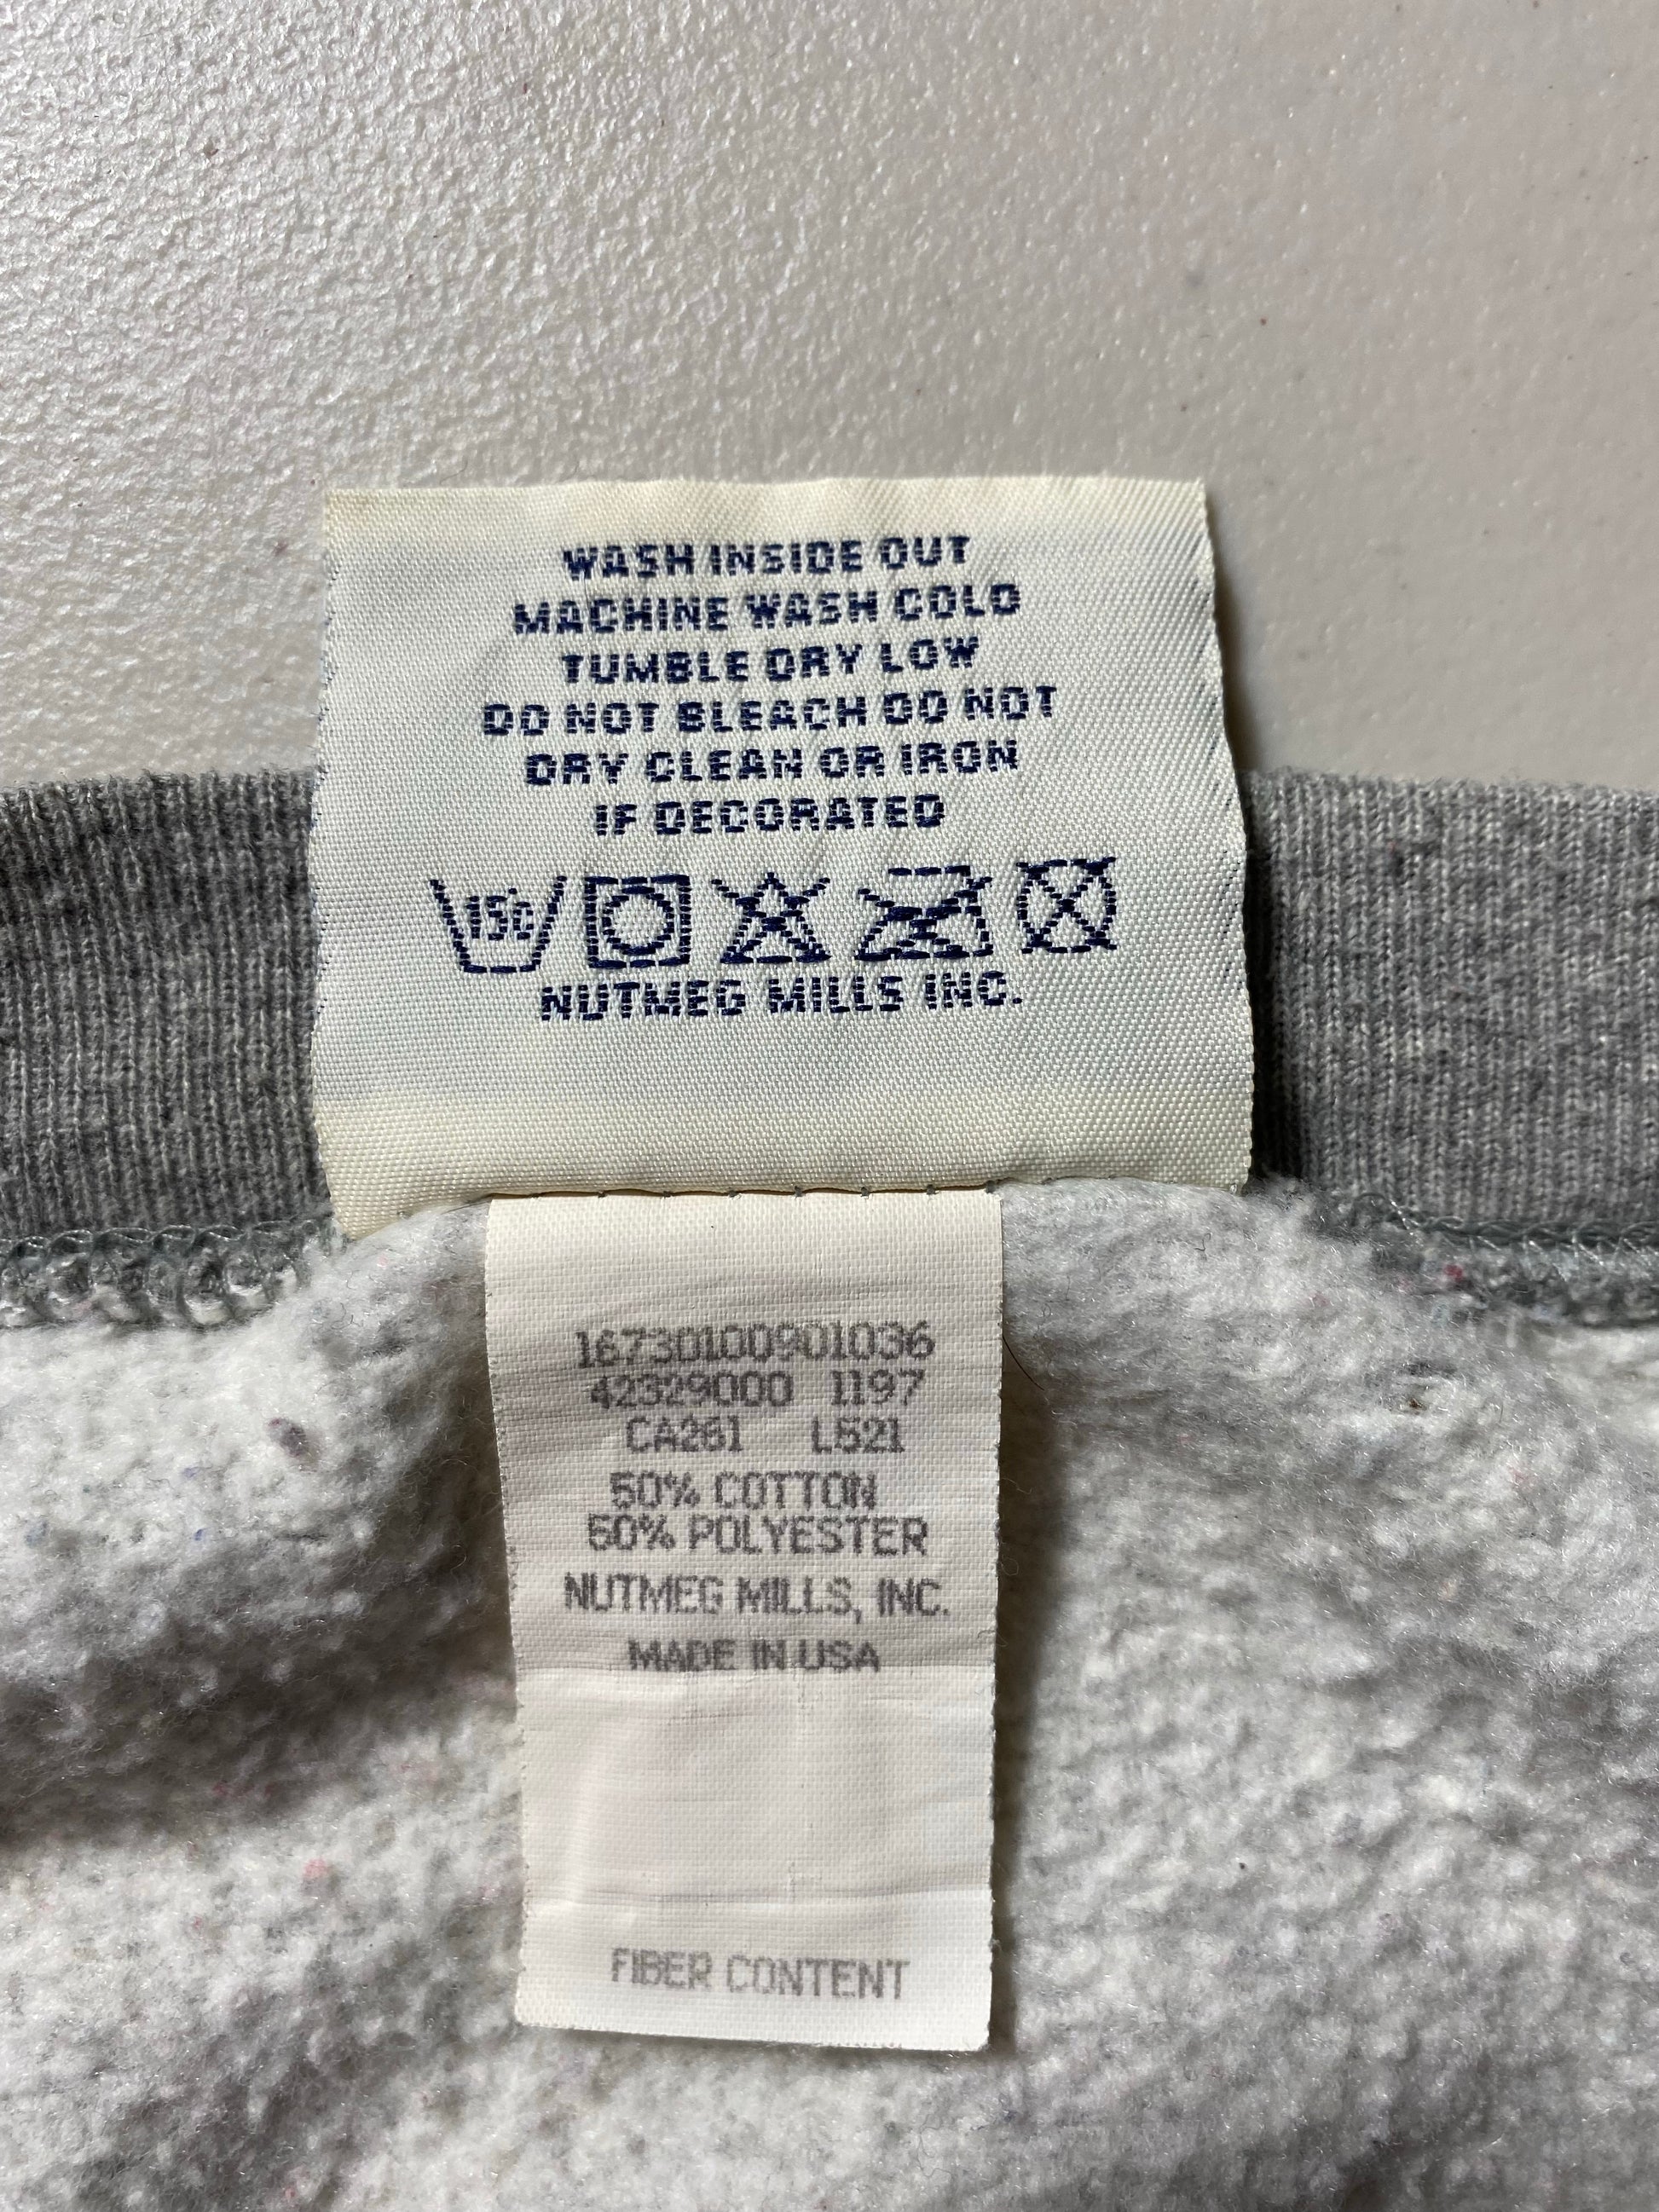 WASH INSIDE OUT
MACHINE WASH COLD
TUMBLE DRY LOW
DO NOT BLEACH DO NOT
DRY CLEAN OR IRON
IF DECORATED
15c
NUTMEG MILLS INC.
16730100901036
42329000 1197
CA261 L521
50% COTTON
50% POLYESTER
NUTMEG MILLS, INC.
MADE IN USA
FIBER CONTENT